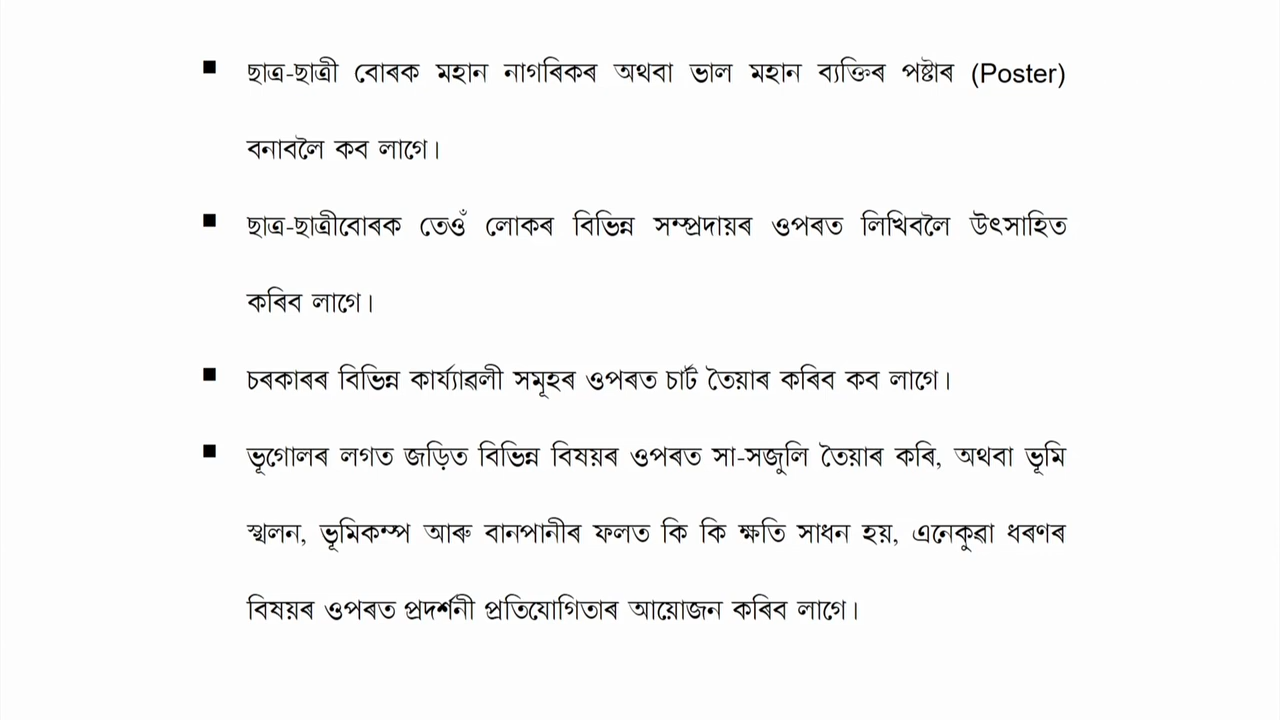 ▪ ছাত্ৰ-ছাত্ৰী বোৰক মহান নাগৰিকৰ অথবা ভাল মহান ব্যক্তিৰ পষ্টাৰ (Poster)
বনাবলৈ কব লাগে।
▪ ছাত্ৰ-ছাত্ৰীবোৰক তেওঁ লোকৰ বিভিন্ন সম্প্ৰদায়ৰ ওপৰত লিখিবলৈ উৎসাহিত
কৰিব লাগে।
▪ চৰকাৰৰ বিভিন্ন কাৰ্য্যাৱলী সমূহৰ ওপৰত চাৰ্ট তৈয়াৰ কৰিব কব লাগে।
▪ ভূগোলৰ লগত জড়িত বিভিন্ন বিষয়ৰ ওপৰত সা-সজুলি তৈয়াৰ কৰি, অথবা ভূমি
স্খলন, ভূমিকম্প আৰু বানপানীৰ ফলত কি কি ক্ষতি সাধন হয়, এনেকুৱা ধৰণৰ
বিষয়ৰ ওপৰত প্ৰদৰ্শনী প্ৰতিযোগিতাৰ আয়োজন কৰিব লাগে।